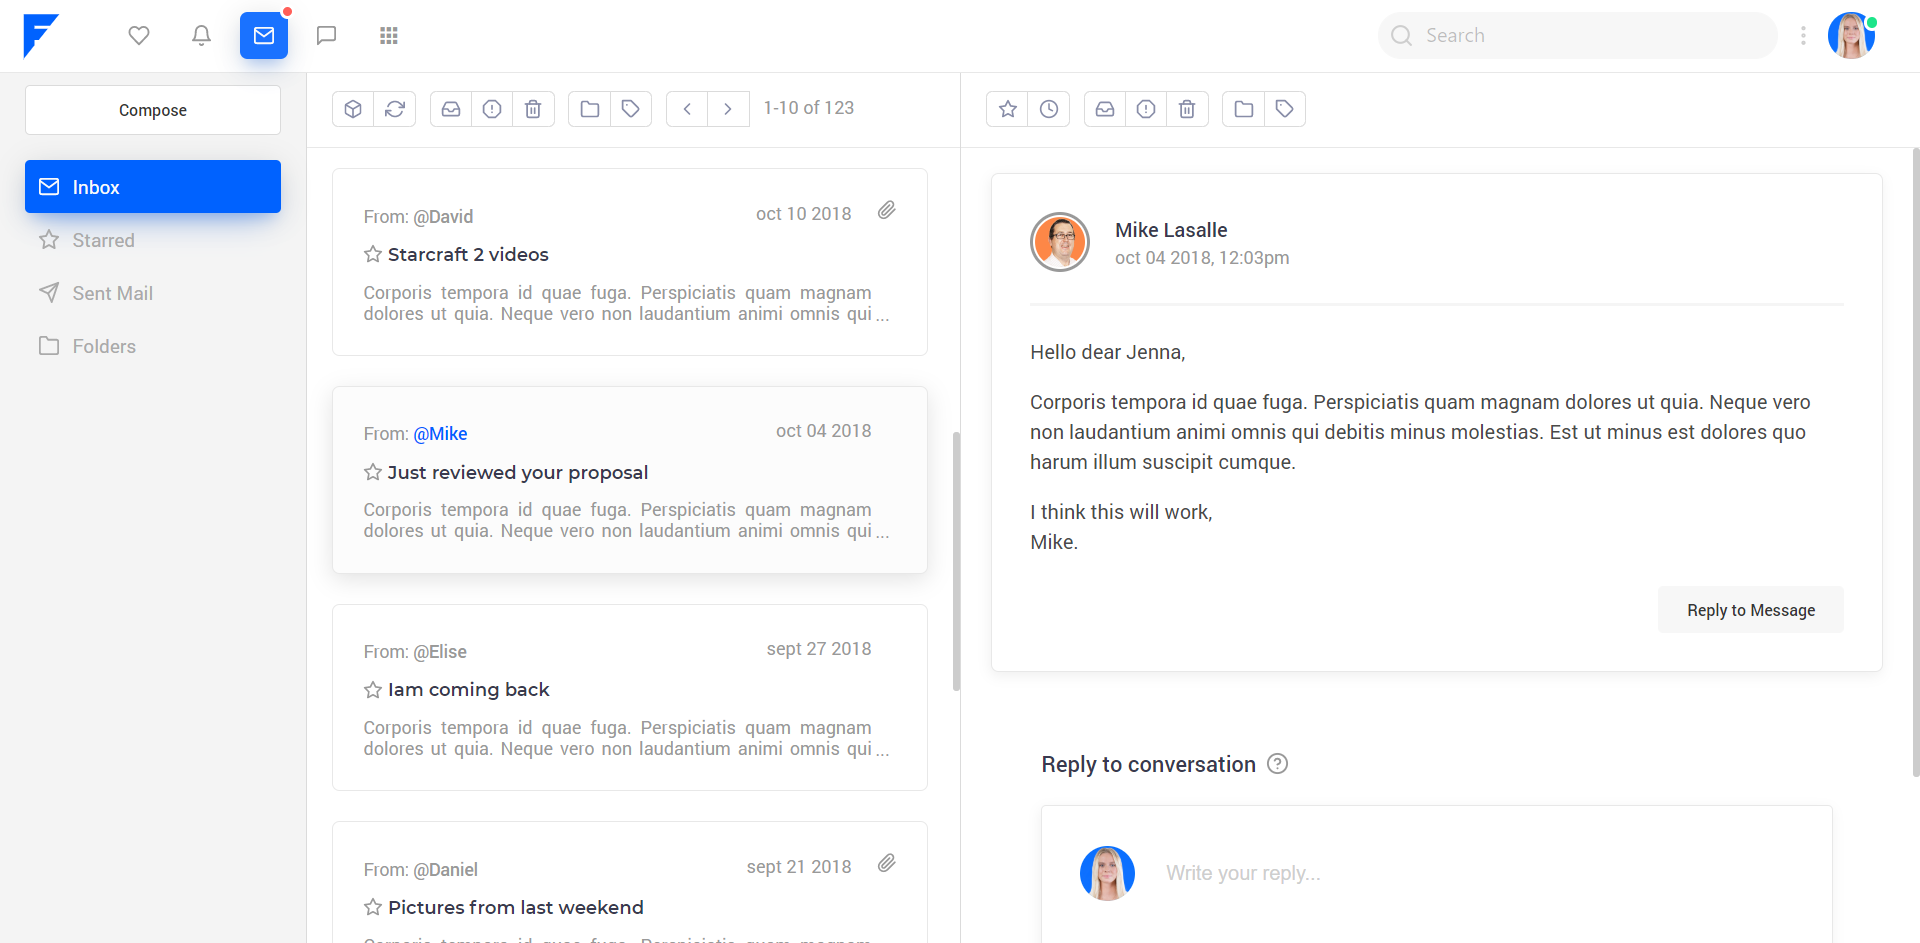 Search
Compose
Inbox
Starred
Sent Mail
Folders
1-10 of 123
From: @David
oct 10 2018
Starcraft 2 videos
Corporis tempora id quae fuga. Perspiciatis quam magnam
dolores ut quia. Neque vero non laudantium animi omnis qui ...
From: @Mike
oct 04 2018
Just reviewed your proposal
Corporis tempora id quae fuga. Perspiciatis quam magnam
dolores ut quia. Neque vero non laudantium animi omnis qui ...
From: @Elise
sept 27 2018
Iam coming back
Corporis tempora id quae fuga. Perspiciatis quam magnam
dolores ut quia. Neque vero non laudantium animi omnis qui ...
From: @Daniel
sept 21 2018
Pictures from last weekend
Corporis tempora id quae fuga. Perspiciatis quam magnam
Mike Lasalle
oct 04 2018, 12:03pm
Hello dear Jenna,
Corporis tempora id quae fuga. Perspiciatis quam magnam dolores ut quia. Neque vero
non laudantium animi omnis qui debitis minus molestias. Est ut minus est dolores quo
harum illum suscipit cumque.
I think this will work,
Mike.
Reply to Message
Reply to conversation
Write your reply...